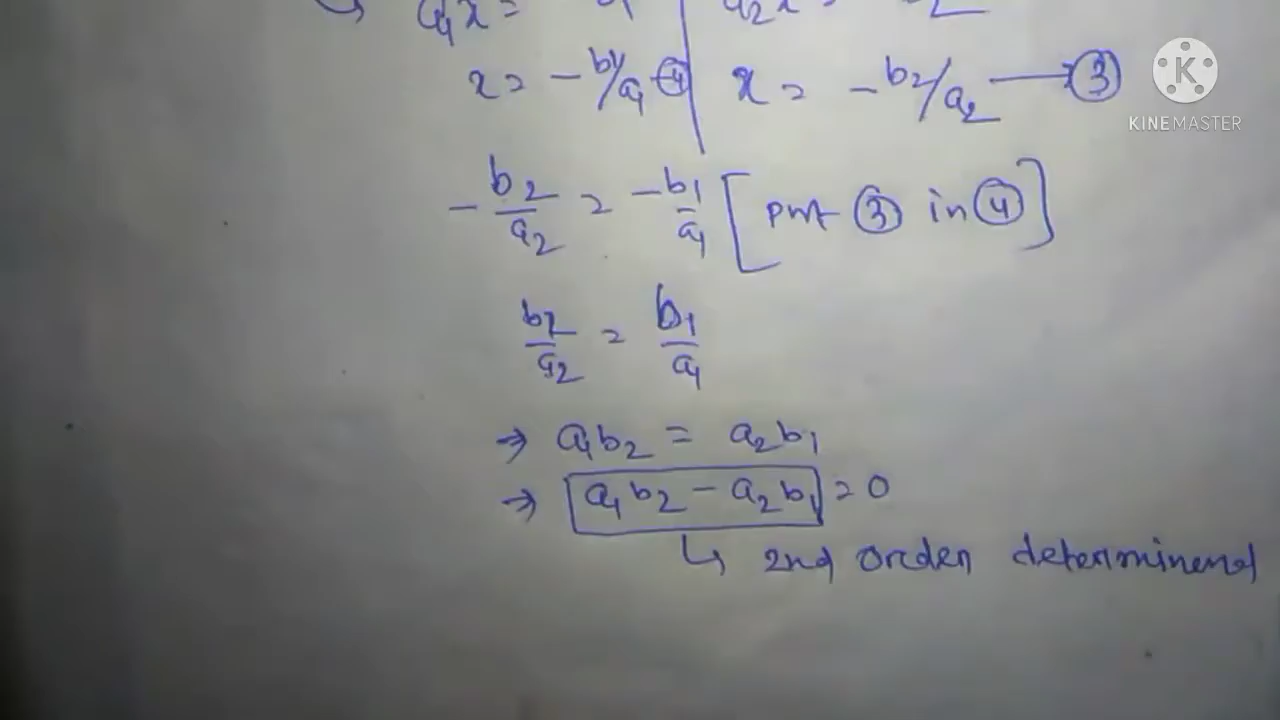 x = -b1/a1 ④ x = -b2/a2 → ③
KINEMASTER
-b2/a2 = -b1/a1 [put ③ in ④]
b2/a2 = b1/a1
⇒ a1b2 = a2b1
⇒ a1b2 - a2b1 = 0
↳ 2nd order determinend